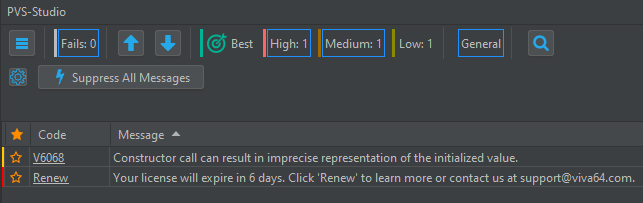 PVS-Studio
Fails: 0 Best High: 1 Medium: 1 Low: 1 General
Suppress All Messages
Code Message
V6068 Constructor call can result in imprecise representation of the initialized value.
Renew Your license will expire in 6 days. Click 'Renew' to learn more or contact us at support@viva64.com.